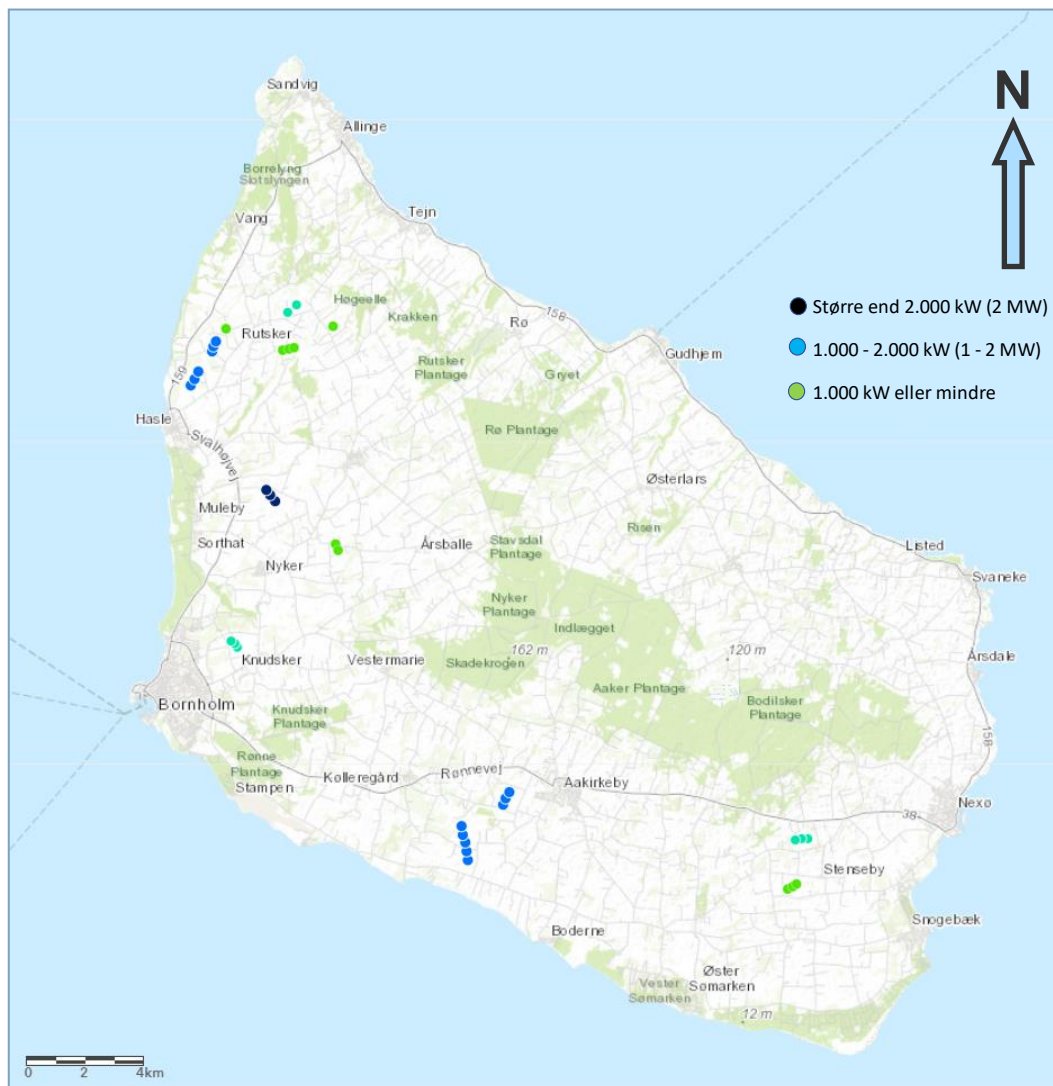 Sandvig
Allinge
N
Borrelyng
Slotslyngen
Vang
Tejn
Høgeelle
Krakken
158
Rø
Rutsker
Gudhjem
Større end 2.000 kW (2 MW)
1.000 - 2.000 kW (1 - 2 MW)
1.000 kW eller mindre
159
Rutsker
Plantage
Gryet
Hasle
Svalhøjvej
Rø Plantage
Østerlars
Muleby
Risen
Sorthat
Årsballe
Stavsdal
Plantage
Listed
Nyker
Svaneke
Nyker
Plantage
Indlægget
Knudsker
Vestermarie
Skadekrogen
162 m
120 m
Årsdale
Aaker Plantage
Bodilsker
Plantage
Bornholm
Knudsker
Plantage
158
Rønne
Plantage
Stampen
Kølleregård
Rønnevej
Aakirkeby
38
Nexø
Stenseby
Snogebæk
Boderne
Øster
Sømarken
Vester
Sømarken
12 m
0 2 4km